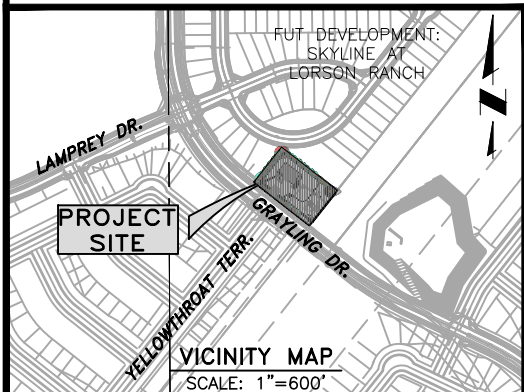 FUT DEVELOPMENT:
SKYLINE AT
LORSON RANCH
LAMPREY DR.
PROJECT
SITE
GRAYLING DR.
YELLOWTHROAT TERR.
VICINITY MAP
SCALE: 1"=600'